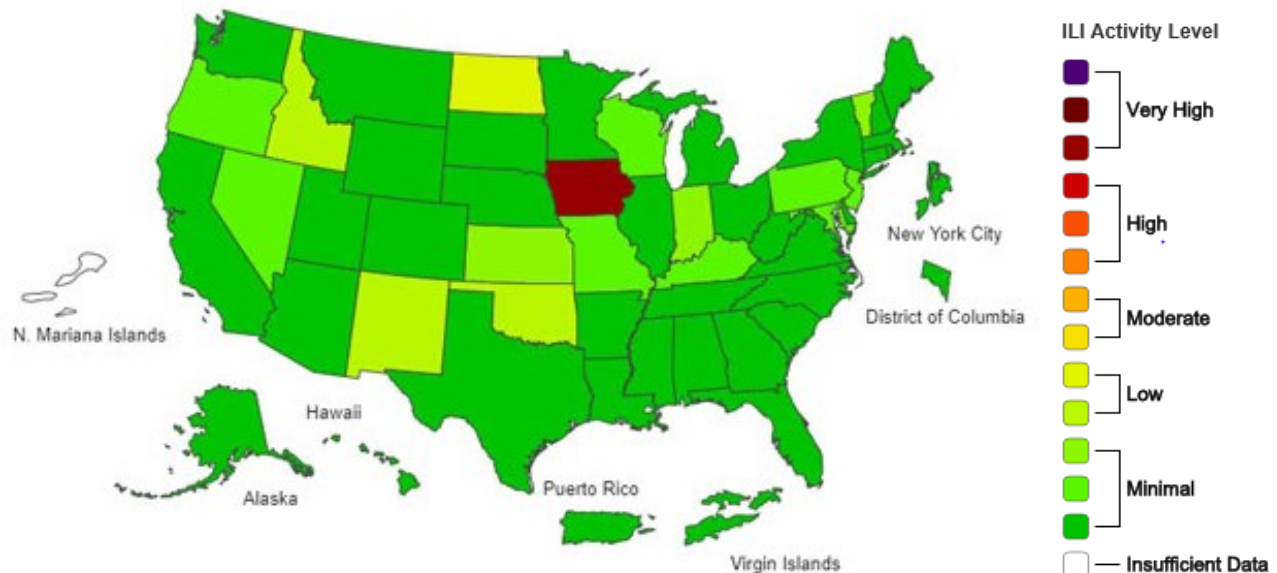 ILI Activity Level
Very High
High
Moderate
Low
Minimal
Insufficient Data
New York City
District of Columbia
N. Mariana Islands
Hawaii
Alaska
Puerto Rico
Virgin Islands